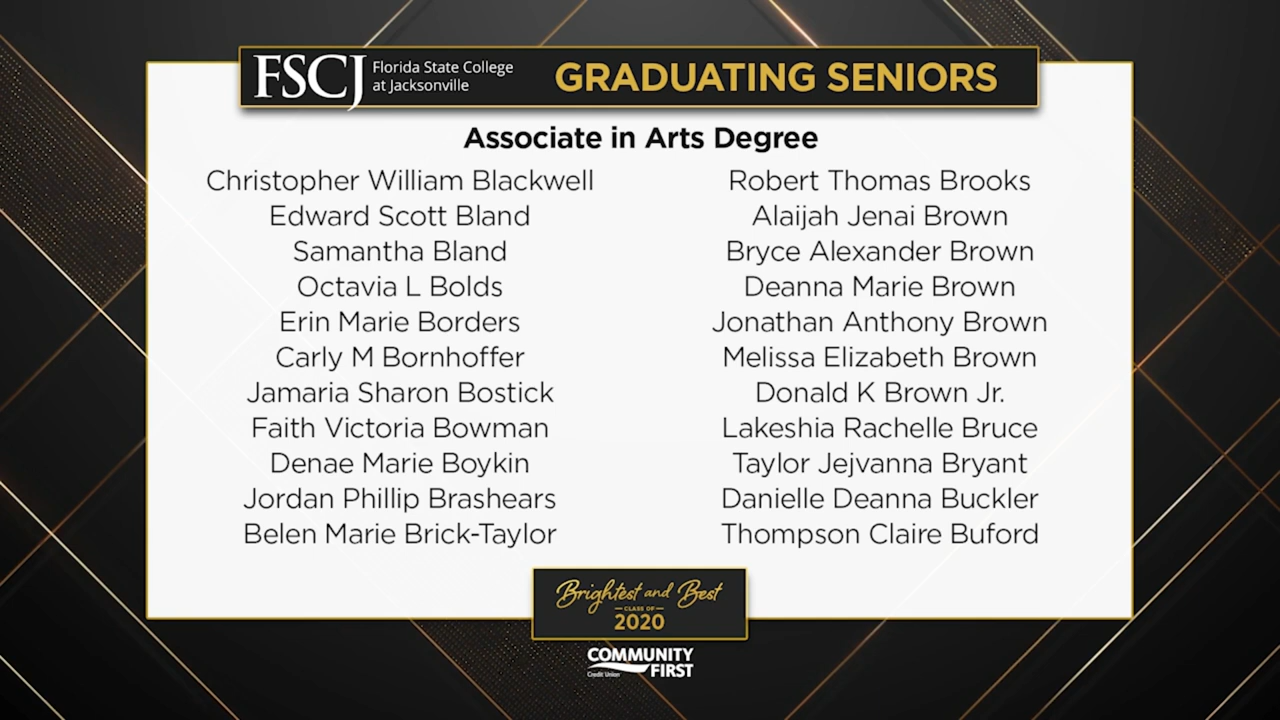 FSCJ
Florida State College
at Jacksonville
GRADUATING SENIORS
Associate in Arts Degree
Christopher William Blackwell
Edward Scott Bland
Samantha Bland
Octavia L Bolds
Erin Marie Borders
Carly M Bornhoffer
Jamaria Sharon Bostick
Faith Victoria Bowman
Denae Marie Boykin
Jordan Phillip Brashears
Belen Marie Brick-Taylor
Robert Thomas Brooks
Alaijah Jenai Brown
Bryce Alexander Brown
Deanna Marie Brown
Jonathan Anthony Brown
Melissa Elizabeth Brown
Donald K Brown Jr.
Lakeshia Rachelle Bruce
Taylor Jejvanna Bryant
Danielle Deanna Buckler
Thompson Claire Buford
Brightest and Best
CLASS OF
2020
COMMUNITY
FIRST
Credit Union